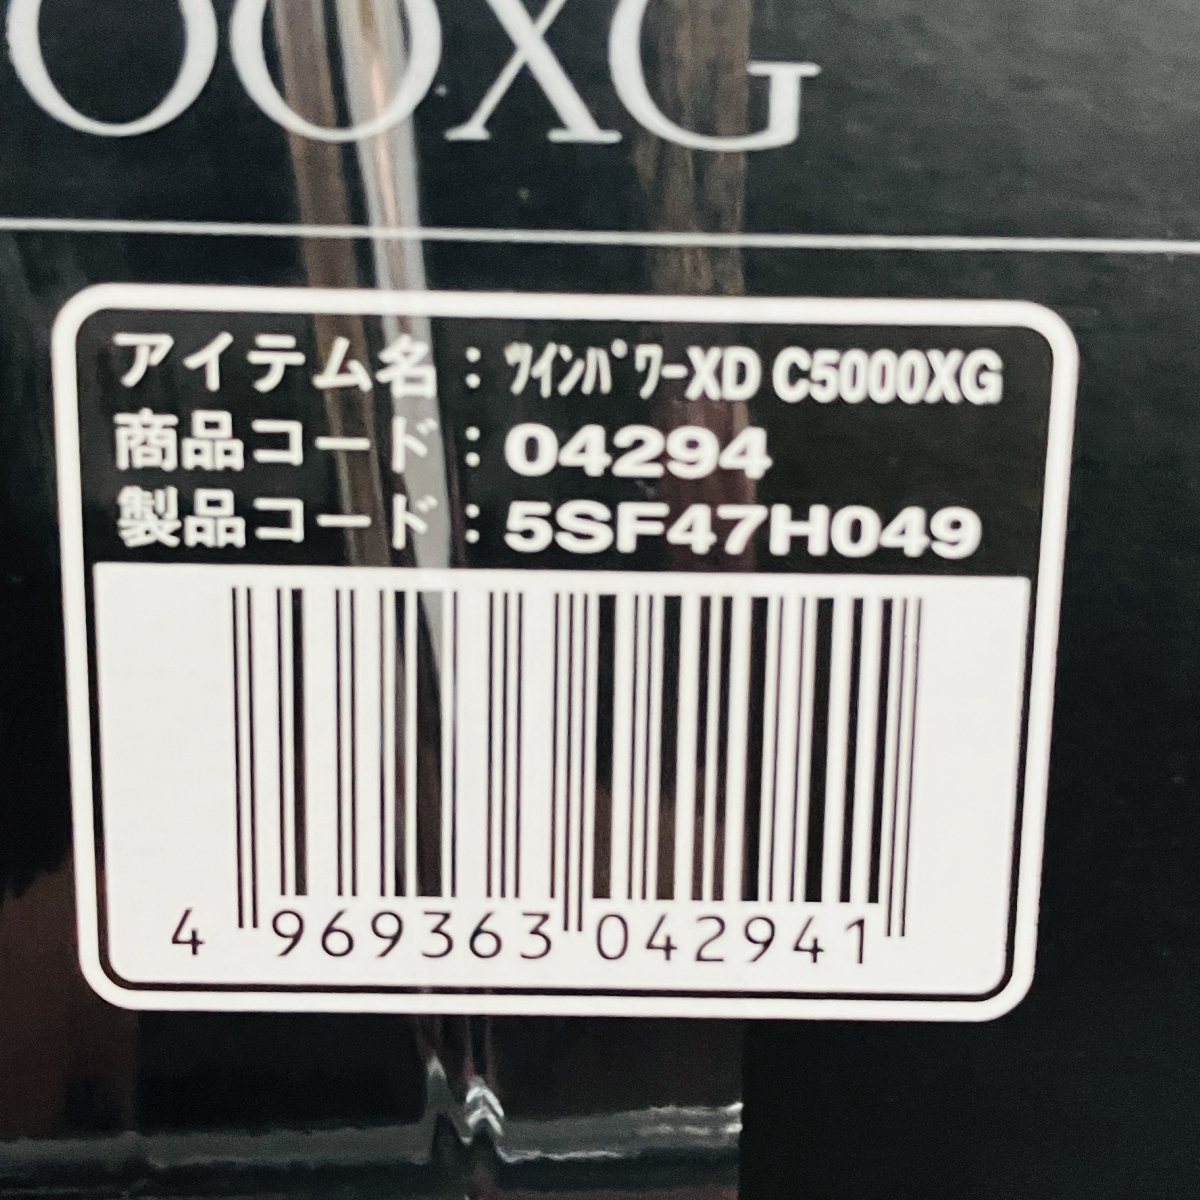 00XG
アイテム名：ﾂインパﾟワーXD C5000XG
商品コード：04294
製品コード：5SF47H049
4 969363 042941